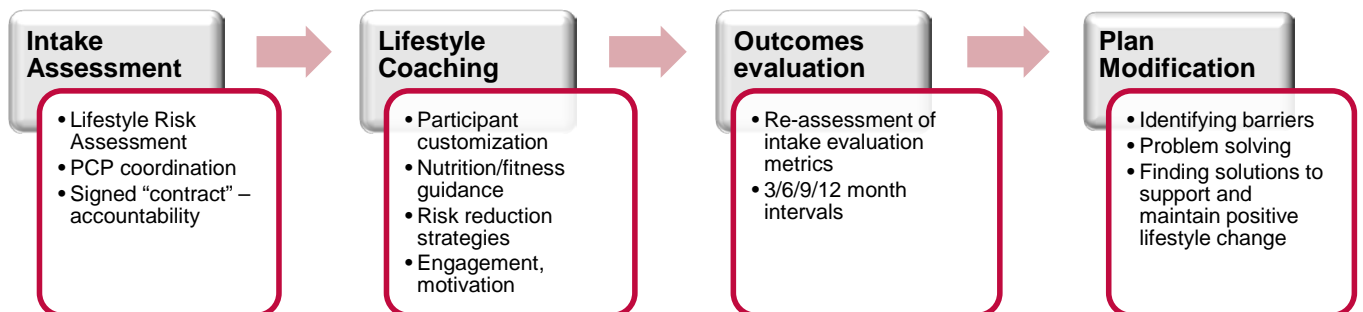 Intake
Assessment
• Lifestyle Risk
Assessment
• PCP coordination
• Signed “contract” –
accountability
Lifestyle
Coaching
• Participant
customization
• Nutrition/fitness
guidance
• Risk reduction
strategies
• Engagement,
motivation
Outcomes
evaluation
• Re-assessment of
intake evaluation
metrics
• 3/6/9/12 month
intervals
Plan
Modification
• Identifying barriers
• Problem solving
• Finding solutions to
support and
maintain positive
lifestyle change